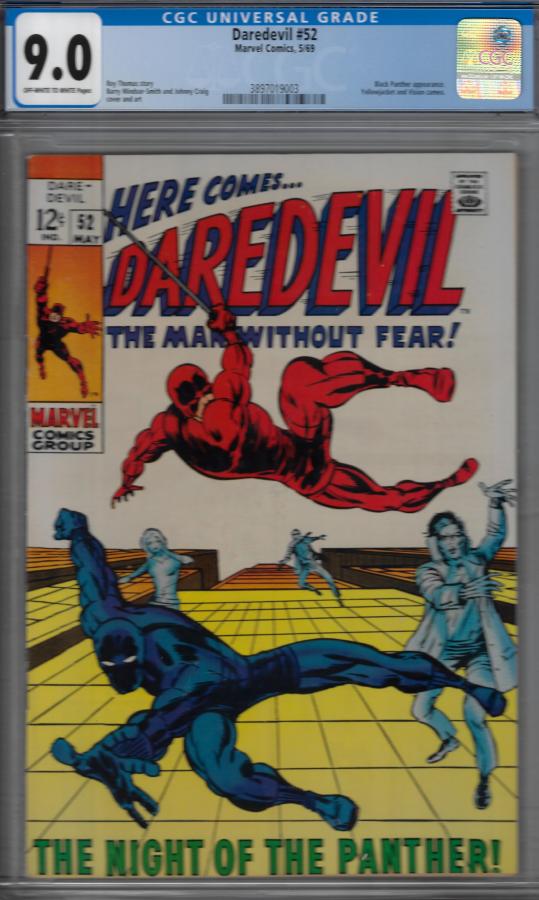 CGC UNIVERSAL GRADE
9.0
OFF-WHITE TO WHITE Pages
Daredevil #52
Marvel Comics, 5/69
Roy Thomas story
Barry Windsor-Smith and Johnny Craig
cover and art
3897019003
Black Panther appearance.
Yellowjacket and Vision cameo.
CGC
DARE-
DEVIL
12¢ 52
IND. MAY
HERE COMES...
DAREDEVIL
TM
THE MAN WITHOUT FEAR!
MARVEL
COMICS
GROUP
THE NIGHT OF THE PANTHER!